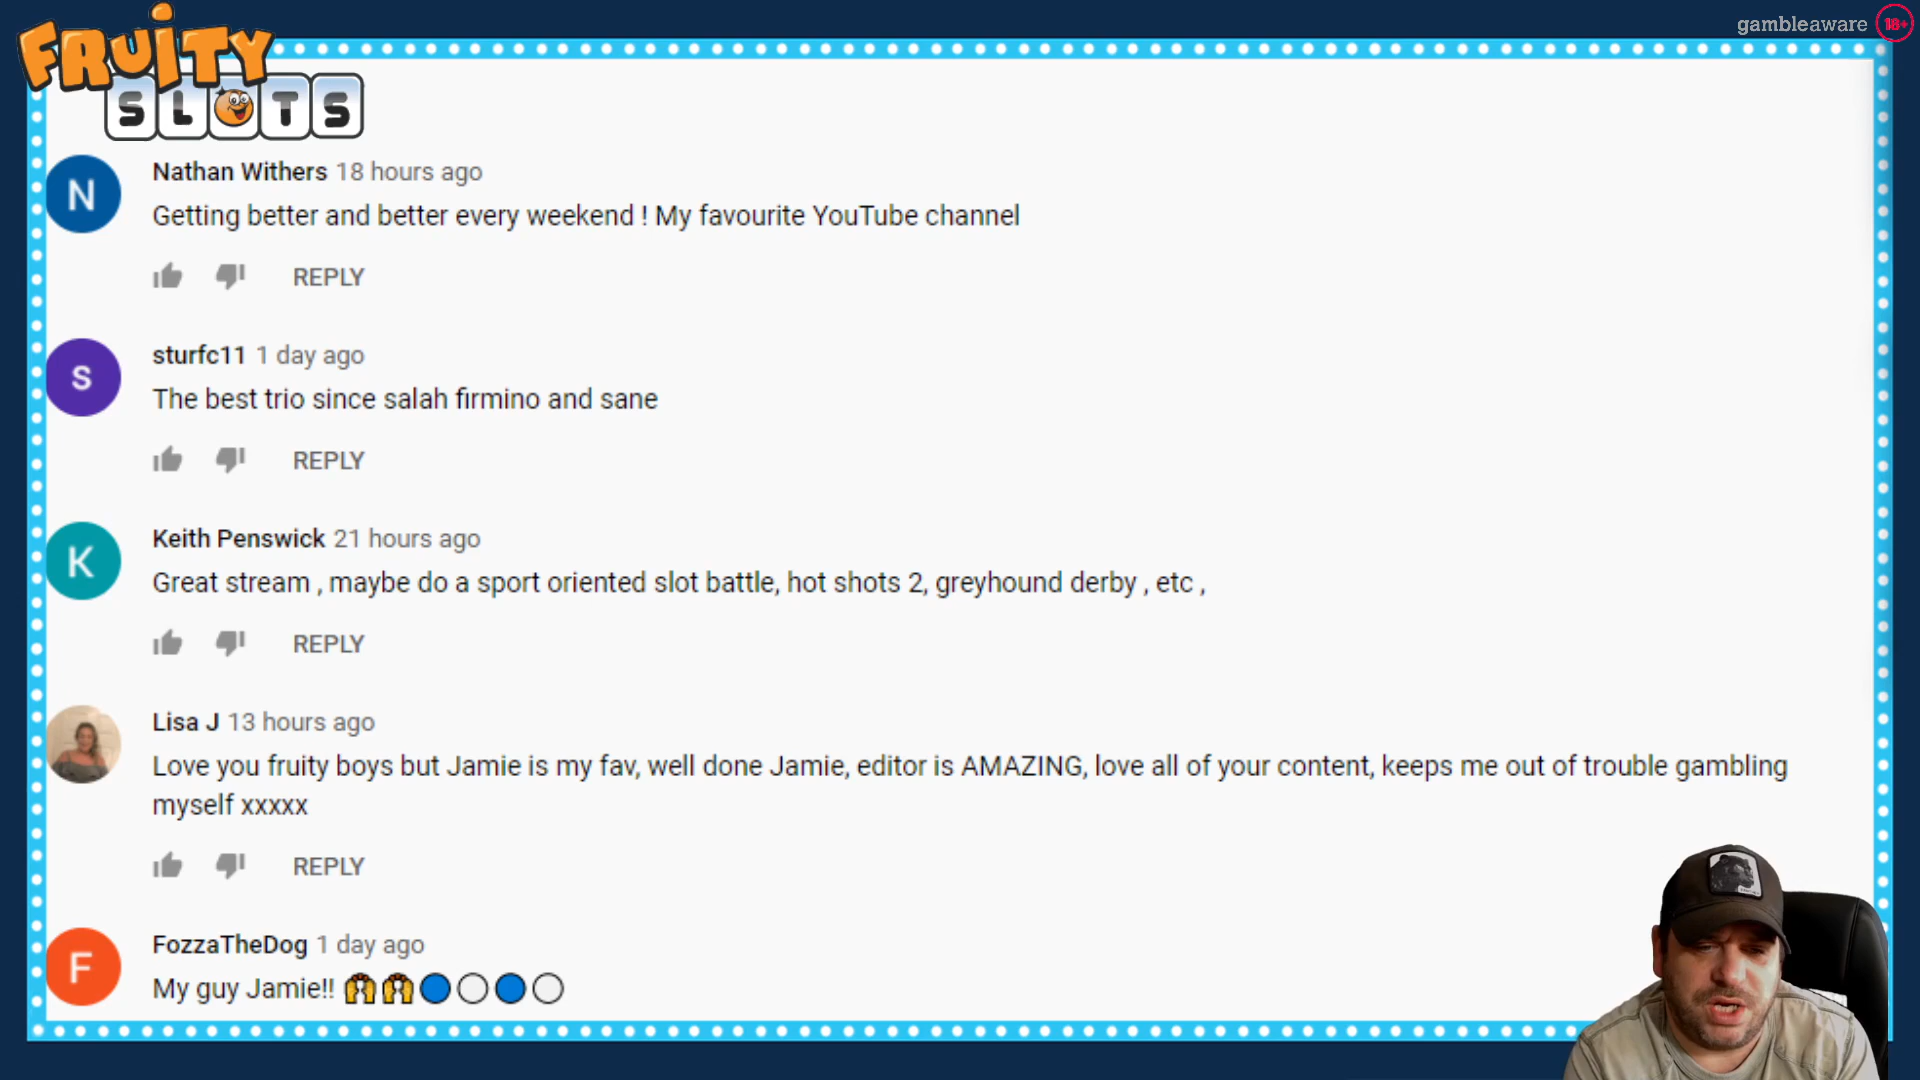 FRUITY
SLOTS
gambleaware 18+
N
Nathan Withers 18 hours ago
Getting better and better every weekend ! My favourite YouTube channel
REPLY
S
sturfc11 1 day ago
The best trio since salah firmino and sane
REPLY
K
Keith Penswick 21 hours ago
Great stream , maybe do a sport oriented slot battle, hot shots 2, greyhound derby , etc ,
REPLY
Lisa J 13 hours ago
Love you fruity boys but Jamie is my fav, well done Jamie, editor is AMAZING, love all of your content, keeps me out of trouble gambling
myself xxxxx
REPLY
F
FozzaTheDog 1 day ago
My guy Jamie!! 🙌🙌🔵⚪🔵⚪